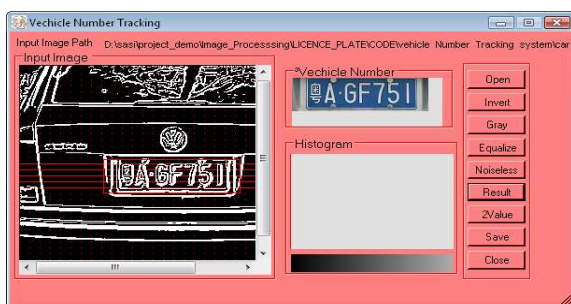 Vechicle Number Tracking
Input Image Path D:\sasi\project_demo\Image_Processsing\LICENCE_PLATE\CODE\vehicle Number Tracking system\car
Input Image
A·GF751
Vechicle Number
A·GF751
Histogram
Open
Invert
Gray
Equalize
Noiseless
Result
2Value
Save
Close